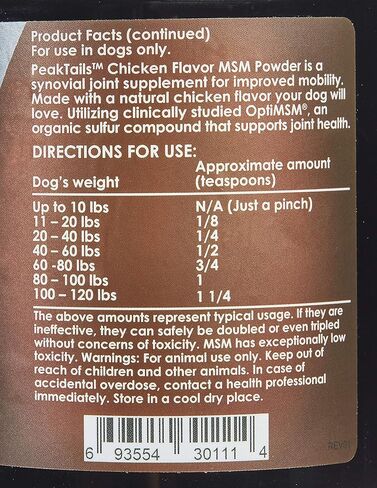 Product Facts (continued)
For use in dogs only.
PeakTails™ Chicken Flavor MSM Powder is a
synovial joint supplement for improved mobility.
Made with a natural chicken flavor your dog will
love. Utilizing clinically studied OptiMSM®, an
organic sulfur compound that supports joint health.
DIRECTIONS FOR USE:
Dog's weight Approximate amount
(teaspoons)
Up to 10 lbs N/A (Just a pinch)
11 – 20 lbs 1/8
20 – 40 lbs 1/4
40 – 60 lbs 1/2
60 -80 lbs 3/4
80 – 100 lbs 1
100 – 120 lbs 1 1/4
The above amounts represent typical usage. If they are
ineffective, they can safely be doubled or even tripled
without concerns of toxicity. MSM has exceptionally low
toxicity. Warnings: For animal use only. Keep out of
reach of children and other animals. In case of
accidental overdose, contact a health professional
immediately. Store in a cool dry place.
6 93554 30111 4